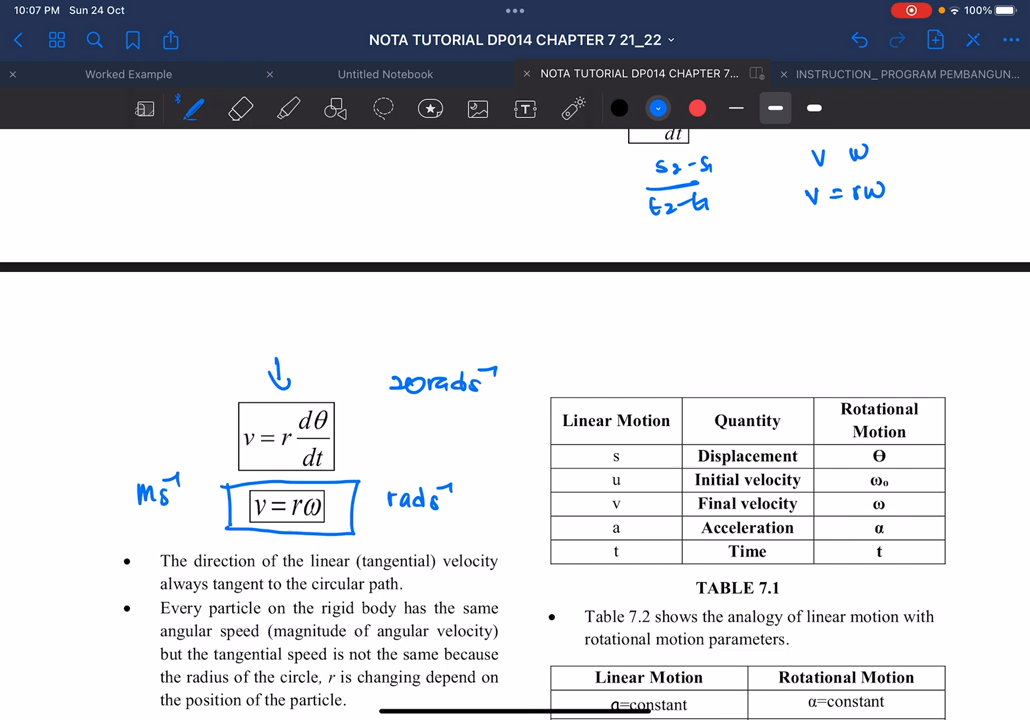 10:07 PM Sun 24 Oct
100%
NOTA TUTORIAL DP014 CHAPTER 7 21_22
Worked Example
Untitled Notebook
NOTA TUTORIAL DP014 CHAPTER 7...
INSTRUCTION_ PROGRAM PEMBANGUN...
dt
s₂-s₁
t₂-t₁
v ω
v = rω
20 rads⁻¹
v = r dθ/dt
ms⁻¹
v = rω
rads⁻¹
• The direction of the linear (tangential) velocity
always tangent to the circular path.
• Every particle on the rigid body has the same
angular speed (magnitude of angular velocity)
but the tangential speed is not the same because
the radius of the circle, r is changing depend on
the position of the particle.
Linear Motion Quantity Rotational Motion
s Displacement Θ
u Initial velocity ω₀
v Final velocity ω
a Acceleration α
t Time t
TABLE 7.1
• Table 7.2 shows the analogy of linear motion with
rotational motion parameters.
Linear Motion Rotational Motion
a=constant α=constant